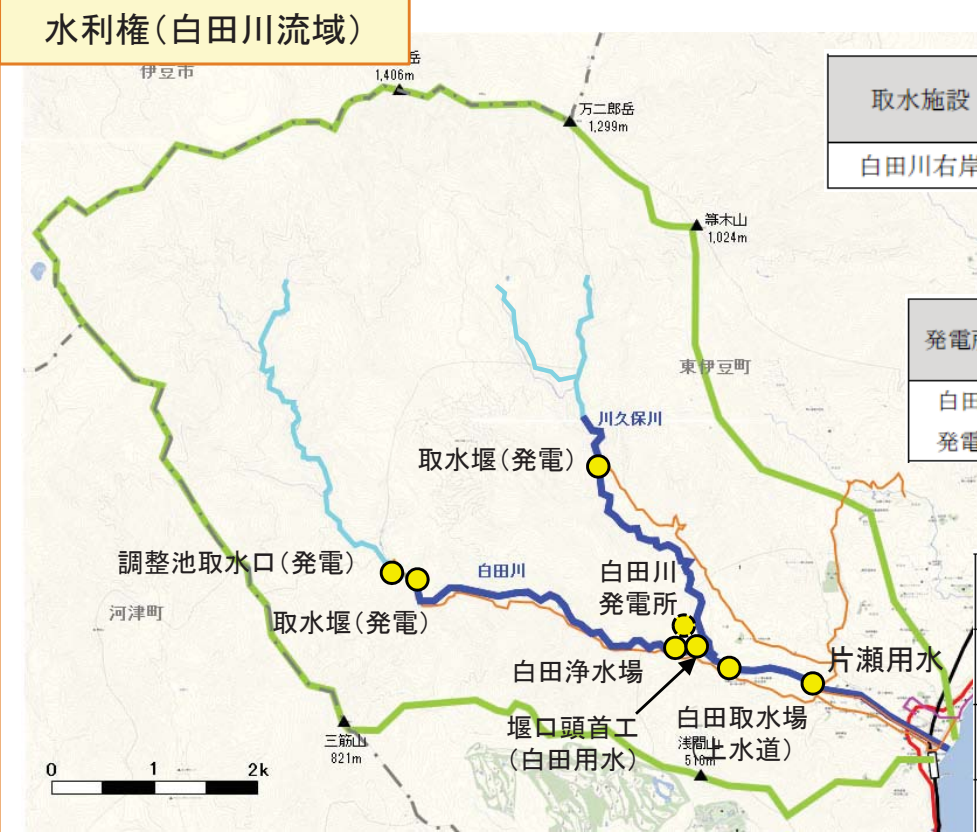 水利権(白田川流域)
伊豆市
岳
1,406m
万二郎岳
1,299m
取水施設
白田川右岸
箒木山
1,024m
発電所
白田
発電
東伊豆町
川久保川
取水堰(発電)
調整池取水口(発電)
白田川
白田川
発電所
河津町
取水堰(発電)
白田浄水場
片瀬用水
堰口頭首工
(白田用水)
白田取水場
上水道)
三筋山
821m
浅間山
0 1 2k